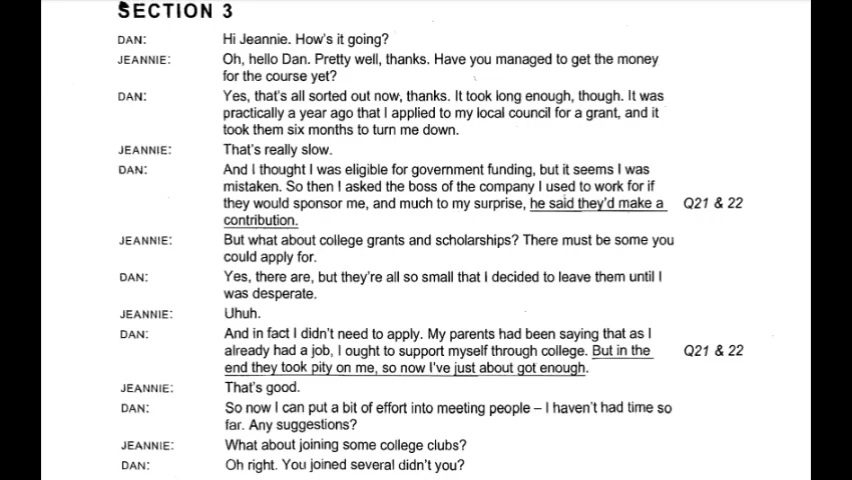 SECTION 3
DAN: Hi Jeannie. How's it going?
JEANNIE: Oh, hello Dan. Pretty well, thanks. Have you managed to get the money
for the course yet?
DAN: Yes, that's all sorted out now, thanks. It took long enough, though. It was
practically a year ago that I applied to my local council for a grant, and it
took them six months to turn me down.
JEANNIE: That's really slow.
DAN: And I thought I was eligible for government funding, but it seems I was
mistaken. So then I asked the boss of the company I used to work for if
they would sponsor me, and much to my surprise, he said they'd make a Q21 & 22
contribution.
JEANNIE: But what about college grants and scholarships? There must be some you
could apply for.
DAN: Yes, there are, but they're all so small that I decided to leave them until I
was desperate.
JEANNIE: Uhuh.
DAN: And in fact I didn't need to apply. My parents had been saying that as I
already had a job, I ought to support myself through college. But in the Q21 & 22
end they took pity on me, so now I've just about got enough.
JEANNIE: That's good.
DAN: So now I can put a bit of effort into meeting people – I haven't had time so
far. Any suggestions?
JEANNIE: What about joining some college clubs?
DAN: Oh right. You joined several didn't you?